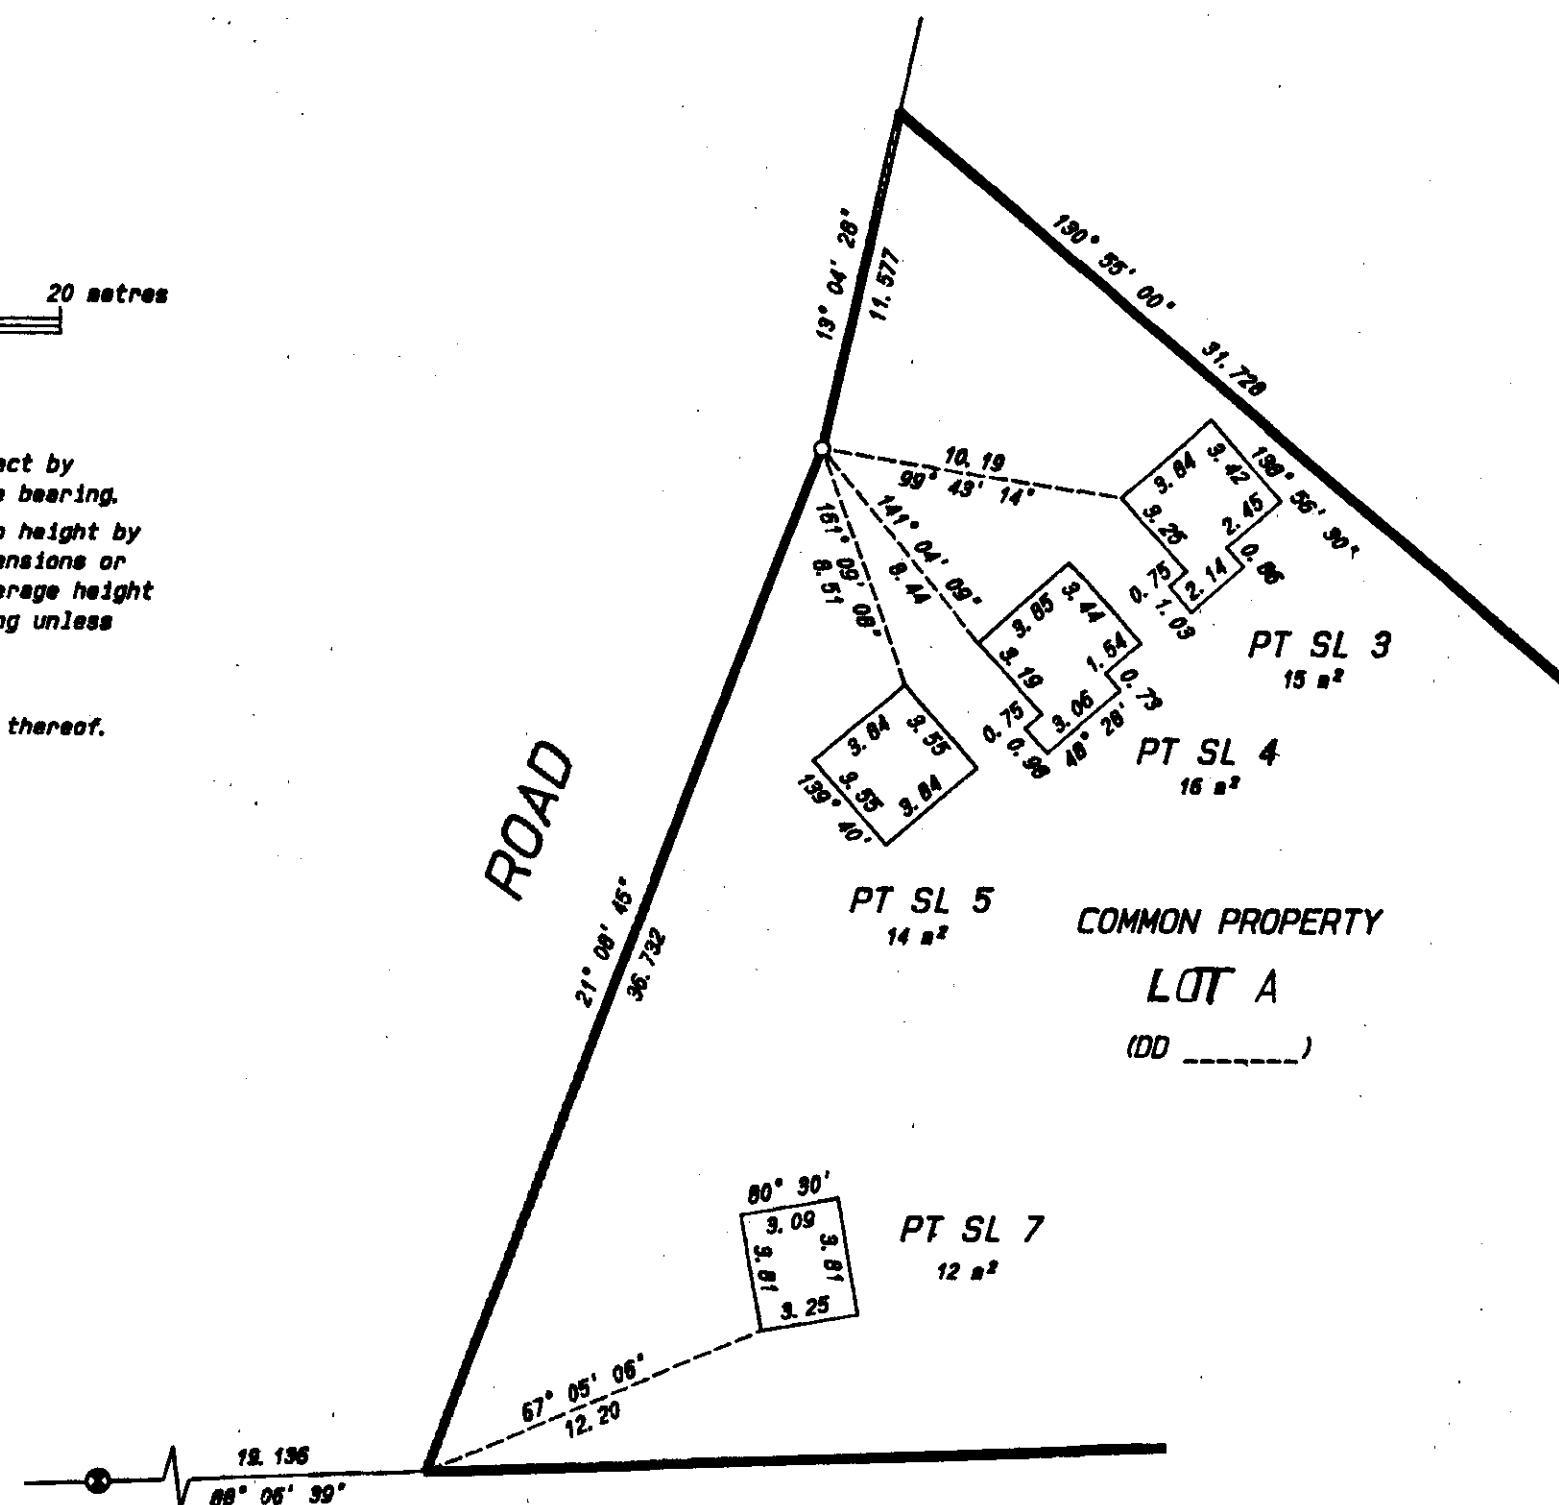 20 metres
ect by
e bearing.
o height by
ensions or
erage height
ng unless
thereof.
ROAD
13° 04' 26"
11.577
130° 55' 00"
31.728
10.19
99° 43' 14"
141° 04' 09"
8.44
161° 09' 08"
8.51
3.84
3.42
138° 56' 30"
3.25
2.45
0.86
0.75
2.14
1.03
PT SL 3
15 m²
3.85
3.44
3.19
1.54
0.73
0.75
3.06
0.98
48° 28'
PT SL 4
16 m²
3.84
3.55
3.55
3.84
139° 40'
PT SL 5
14 m²
COMMON PROPERTY
LOT A
(DD _______)
21° 08' 45"
36.732
80° 30'
3.09
3.81
3.81
3.25
PT SL 7
12 m²
67° 05' 06"
12.20
19.136
88° 06' 39"